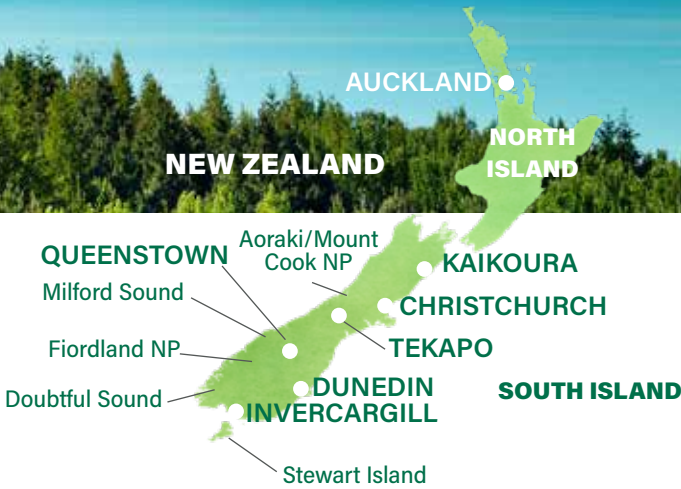 AUCKLAND
NORTH
ISLAND
NEW ZEALAND
Aoraki/Mount
Cook NP
QUEENSTOWN
KAIKOURA
Milford Sound
CHRISTCHURCH
Fiordland NP
TEKAPO
DUNEDIN
SOUTH ISLAND
Doubtful Sound
INVERCARGILL
Stewart Island